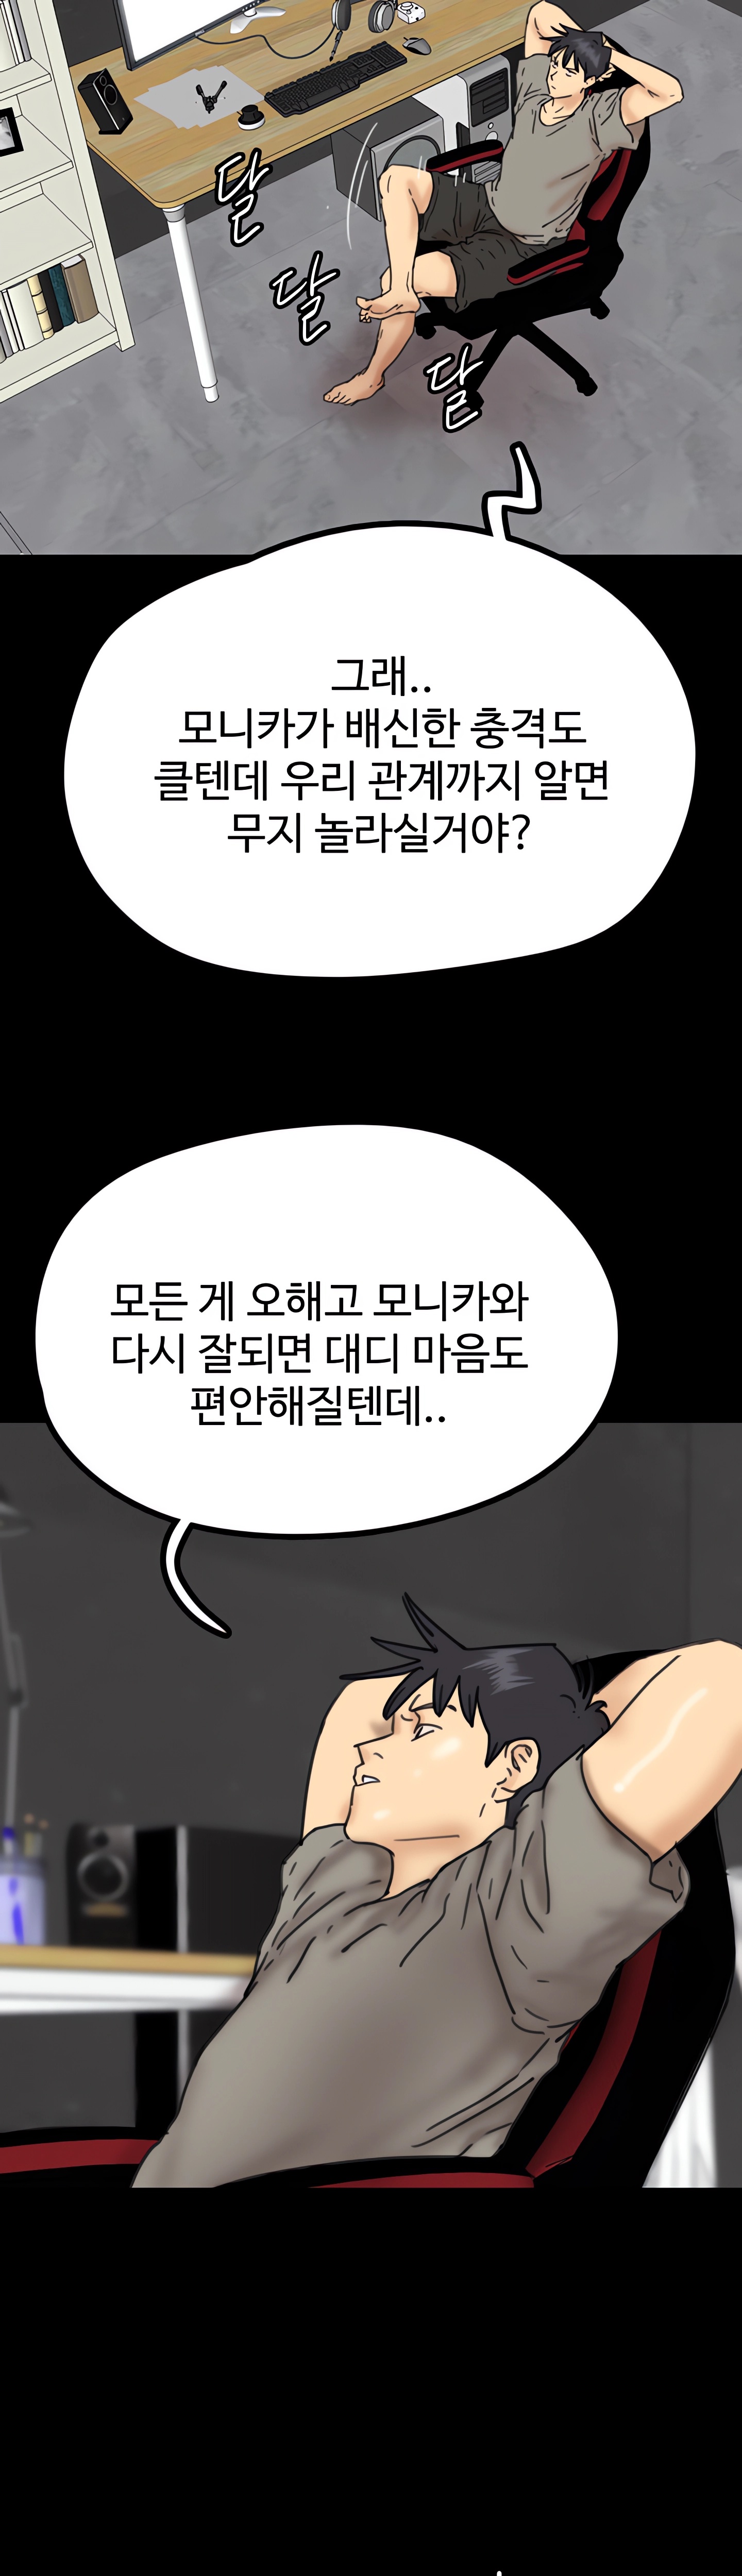 달
달
달
그래..
모니카가 배신한 충격도
클텐데 우리 관계까지 알면
무지 놀라실거야?
모든 게 오해고 모니카와
다시 잘되면 대디 마음도
편안해질텐데..